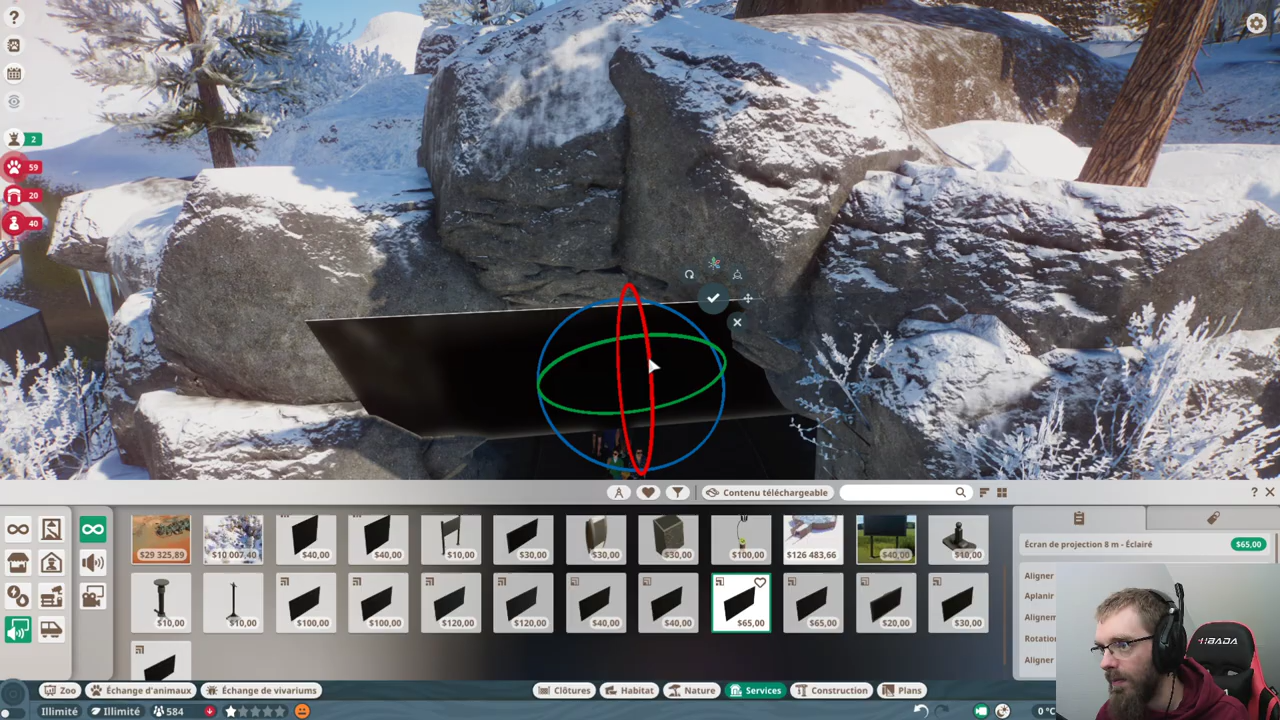 ?
2
59
20
40
Contenu téléchargeable
? ×
$29 325,89
$10 007,40
$40,00
$40,00
$10,00
$30,00
$30,00
$30,00
$100,00
$126 483,66
$40,00
$10,00
Écran de projection 8 m - Éclairé
$65,00
$10,00
$10,00
$100,00
$100,00
$120,00
$120,00
$40,00
$40,00
$65,00
$65,00
$20,00
$30,00
Aligner
Aplanir
Rotatio
Aligner
BADA
Zoo
Échange d'animaux
Échange de vivariums
Clôtures
Habitat
Nature
Services
Construction
Plans
Illimité
Illimité
584
0 °C